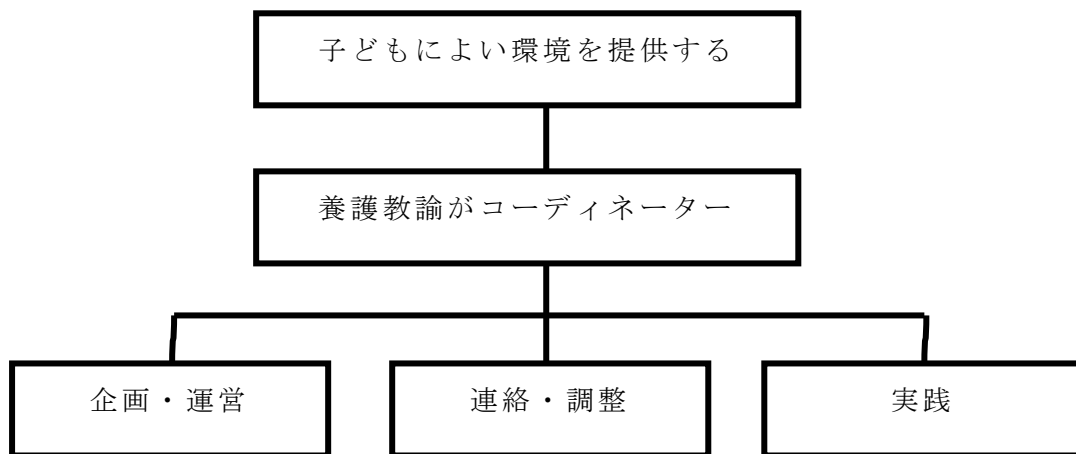 子どもによい環境を提供する
養護教諭がコーディネーター
企画・運営
連絡・調整
実践